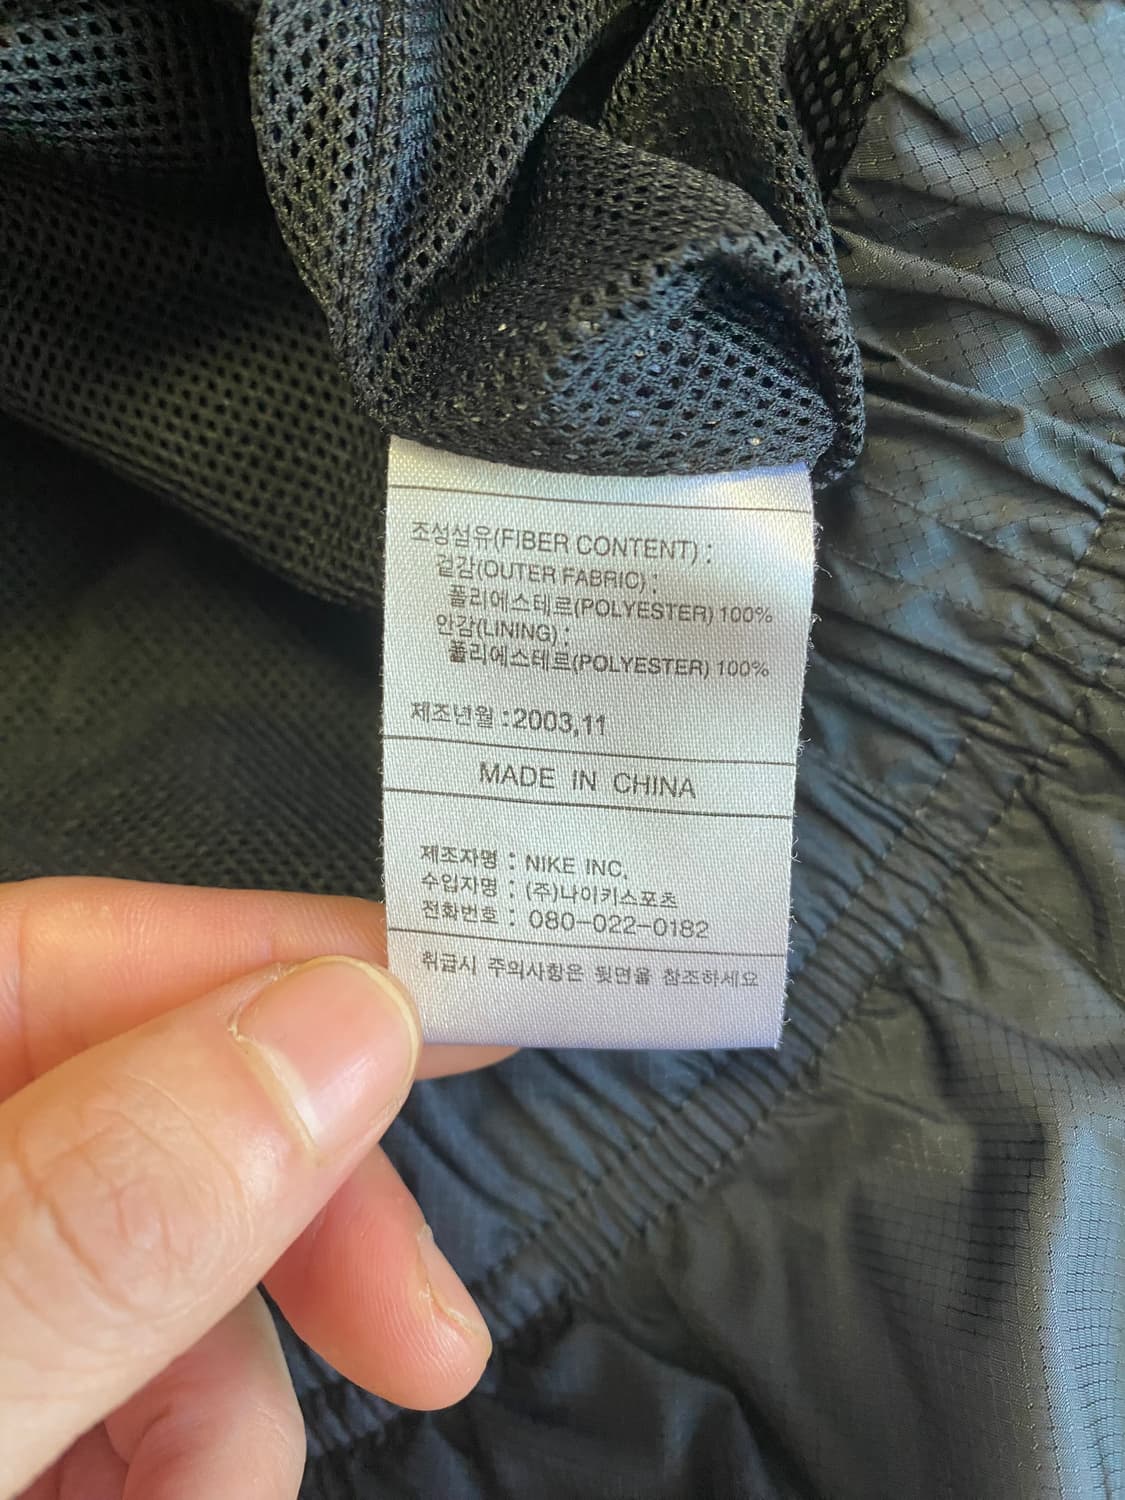 조성섬유(FIBER CONTENT) :
겉감(OUTER FABRIC) :
폴리에스테르(POLYESTER) 100%
안감(LINING) :
폴리에스테르(POLYESTER) 100%
제조년월 :2003,11
MADE IN CHINA
제조자명 : NIKE INC.
수입자명 : (주)나이키스포츠
전화번호 : 080-022-0182
취급시 주의사항은 뒷면을 참조하세요